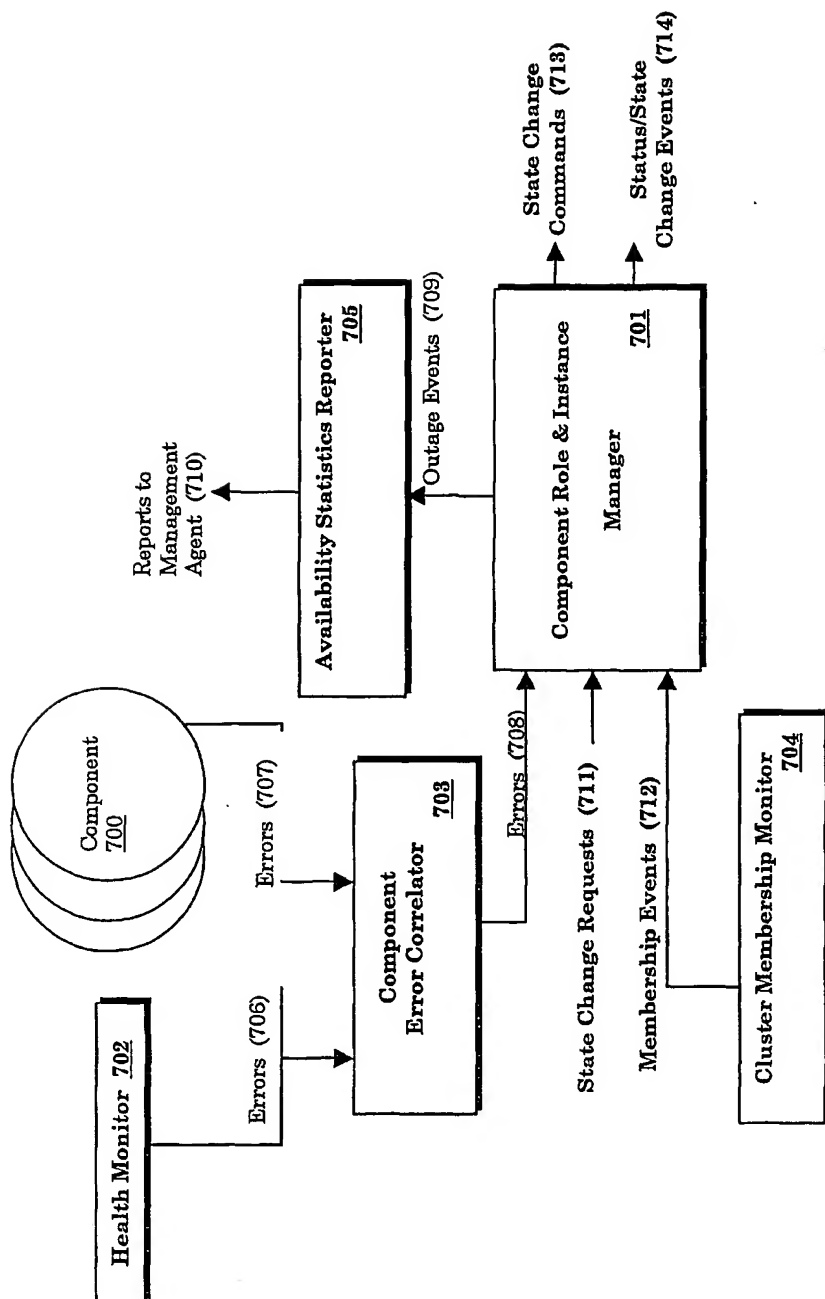 Health Monitor 702
Component
700
Errors (706)
Errors (707)
Component
Error Correlator
703
Errors (708)
State Change Requests (711)
Membership Events (712)
Cluster Membership Monitor
704
Reports to
Management
Agent (710)
Availability Statistics Reporter
705
Outage Events (709)
Component Role & Instance
Manager
701
State Change
Commands (713)
Status/State
Change Events (714)